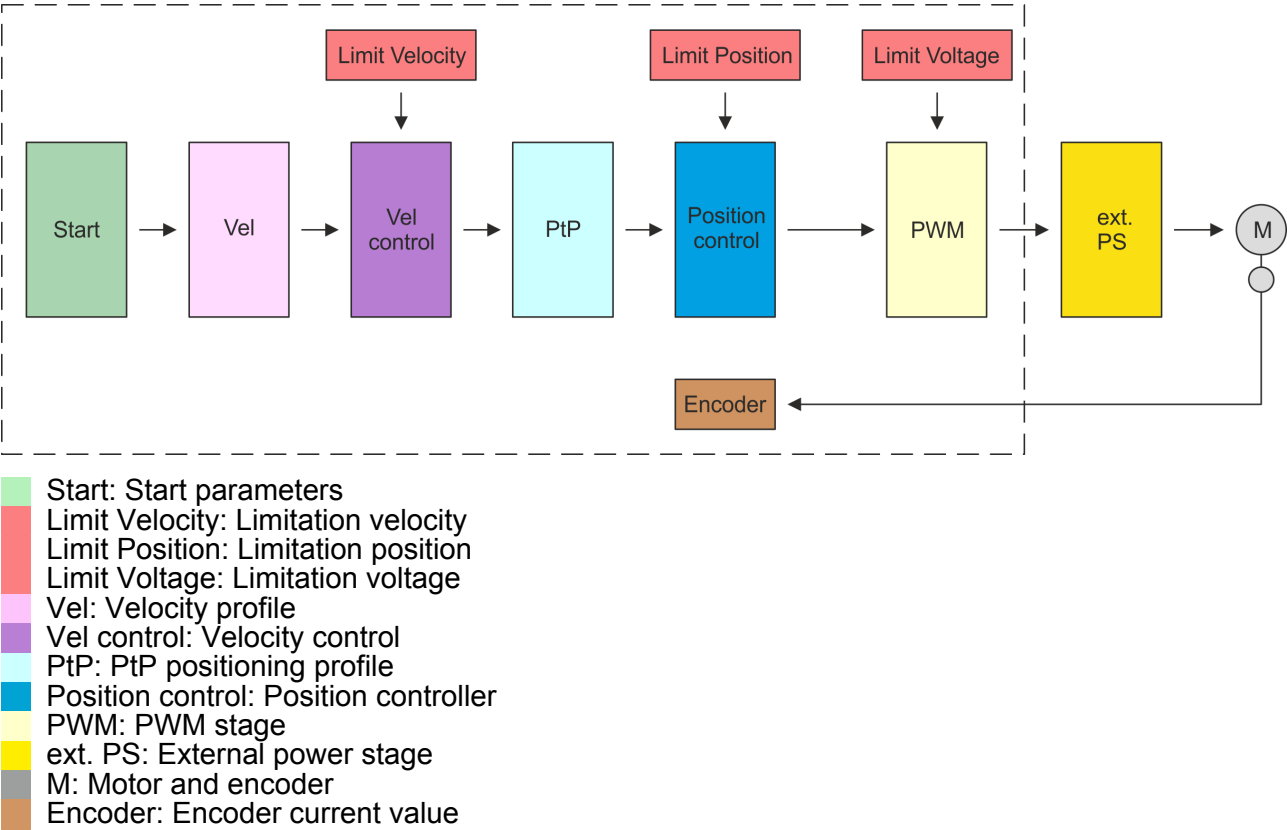 Limit Velocity
Limit Position
Limit Voltage
Start
Vel
Vel
control
PtP
Position
control
PWM
ext.
PS
M
Encoder
Start: Start parameters
Limit Velocity: Limitation velocity
Limit Position: Limitation position
Limit Voltage: Limitation voltage
Vel: Velocity profile
Vel control: Velocity control
PtP: PtP positioning profile
Position control: Position controller
PWM: PWM stage
ext. PS: External power stage
M: Motor and encoder
Encoder: Encoder current value